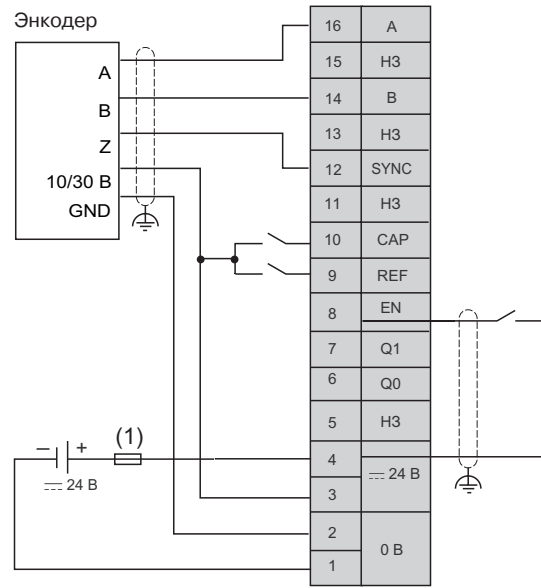 Энкодер
A
B
Z
10/30 В
GND
16 A
15 НЗ
14 B
13 НЗ
12 SYNC
11 НЗ
10 CAP
9 REF
8 EN
7 Q1
6 Q0
5 НЗ
4
3
24 В
2
1
0 В
– + (1)
24 В